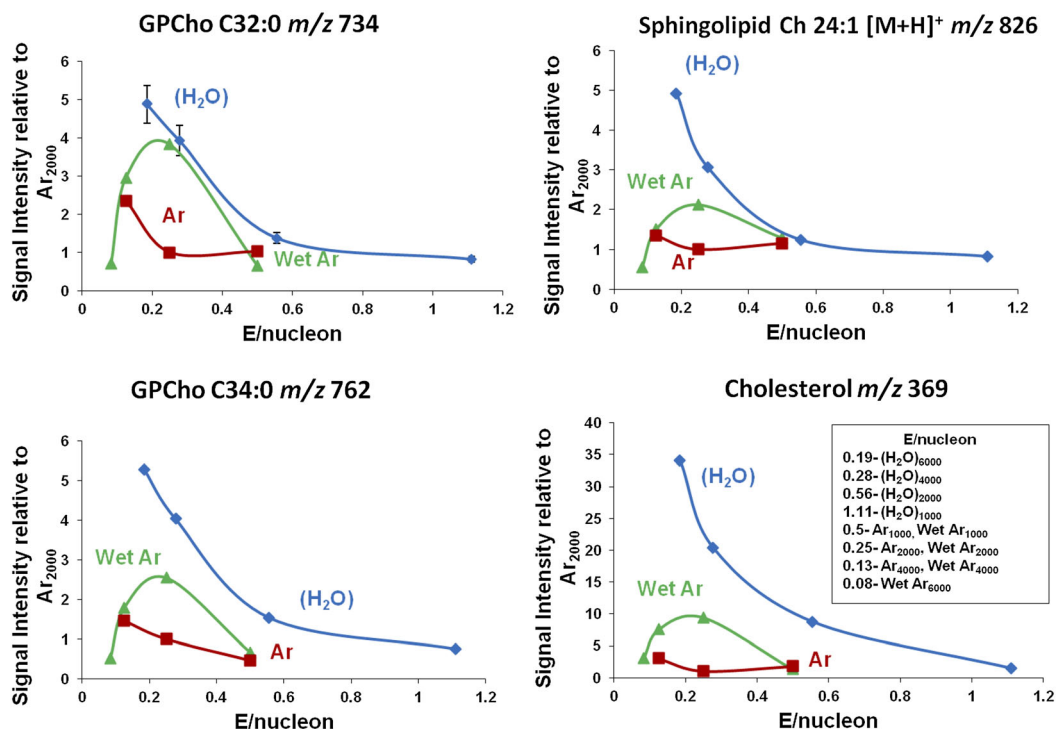 GPCho C32:0 m/z 734
Signal Intensity relative to
Ar₂₀₀₀
6
5
4
3
2
1
0
(H₂O)
Ar
Wet Ar
0 0.2 0.4 0.6 0.8 1 1.2
E/nucleon
Sphingolipid Ch 24:1 [M+H]⁺ m/z 826
Signal Intensity relative to
Ar₂₀₀₀
6
5
4
3
2
1
0
(H₂O)
Wet Ar
Ar
0 0.2 0.4 0.6 0.8 1 1.2
E/nucleon
GPCho C34:0 m/z 762
Signal Intensity relative to
Ar₂₀₀₀
6
5
4
3
2
1
0
Wet Ar
(H₂O)
Ar
0 0.2 0.4 0.6 0.8 1 1.2
E/nucleon
Cholesterol m/z 369
Signal Intensity relative to
Ar₂₀₀₀
40
35
30
25
20
15
10
5
0
(H₂O)
Wet Ar
Ar
E/nucleon
0.19-(H₂O)₆₀₀₀
0.28-(H₂O)₄₀₀₀
0.56-(H₂O)₂₀₀₀
1.11-(H₂O)₁₀₀₀
0.5- Ar₁₀₀₀, Wet Ar₁₀₀₀
0.25- Ar₂₀₀₀, Wet Ar₂₀₀₀
0.13- Ar₄₀₀₀, Wet Ar₄₀₀₀
0.08- Wet Ar₆₀₀₀
0 0.2 0.4 0.6 0.8 1 1.2
E/nucleon